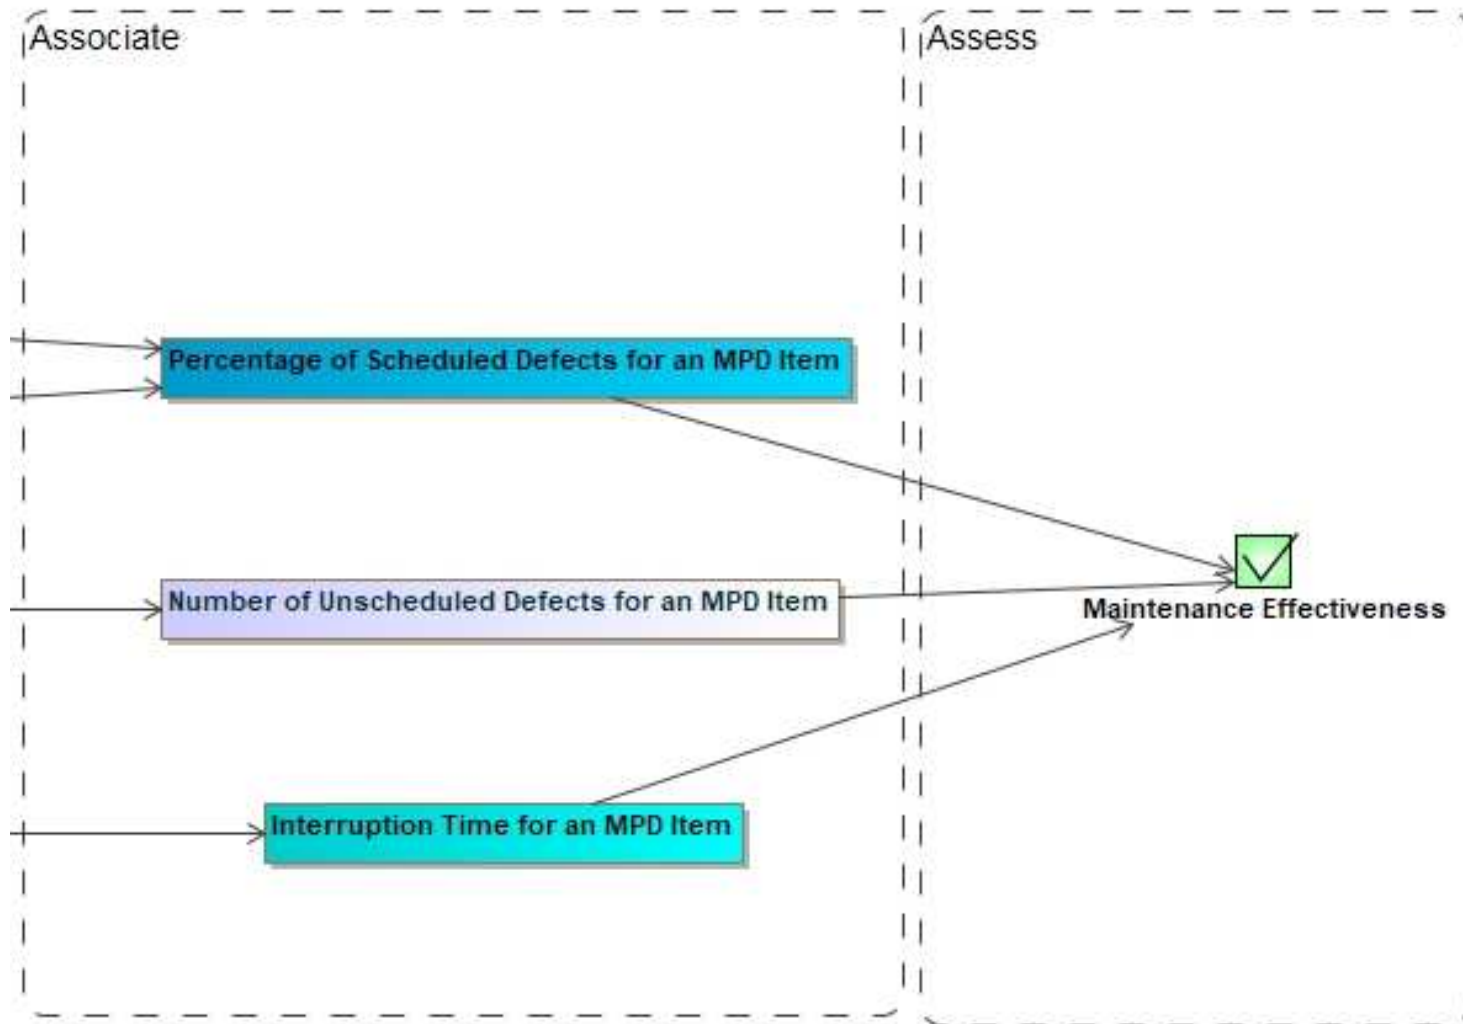 Associate
Assess
Percentage of Scheduled Defects for an MPD Item
Number of Unscheduled Defects for an MPD Item
Maintenance Effectiveness
Interruption Time for an MPD Item